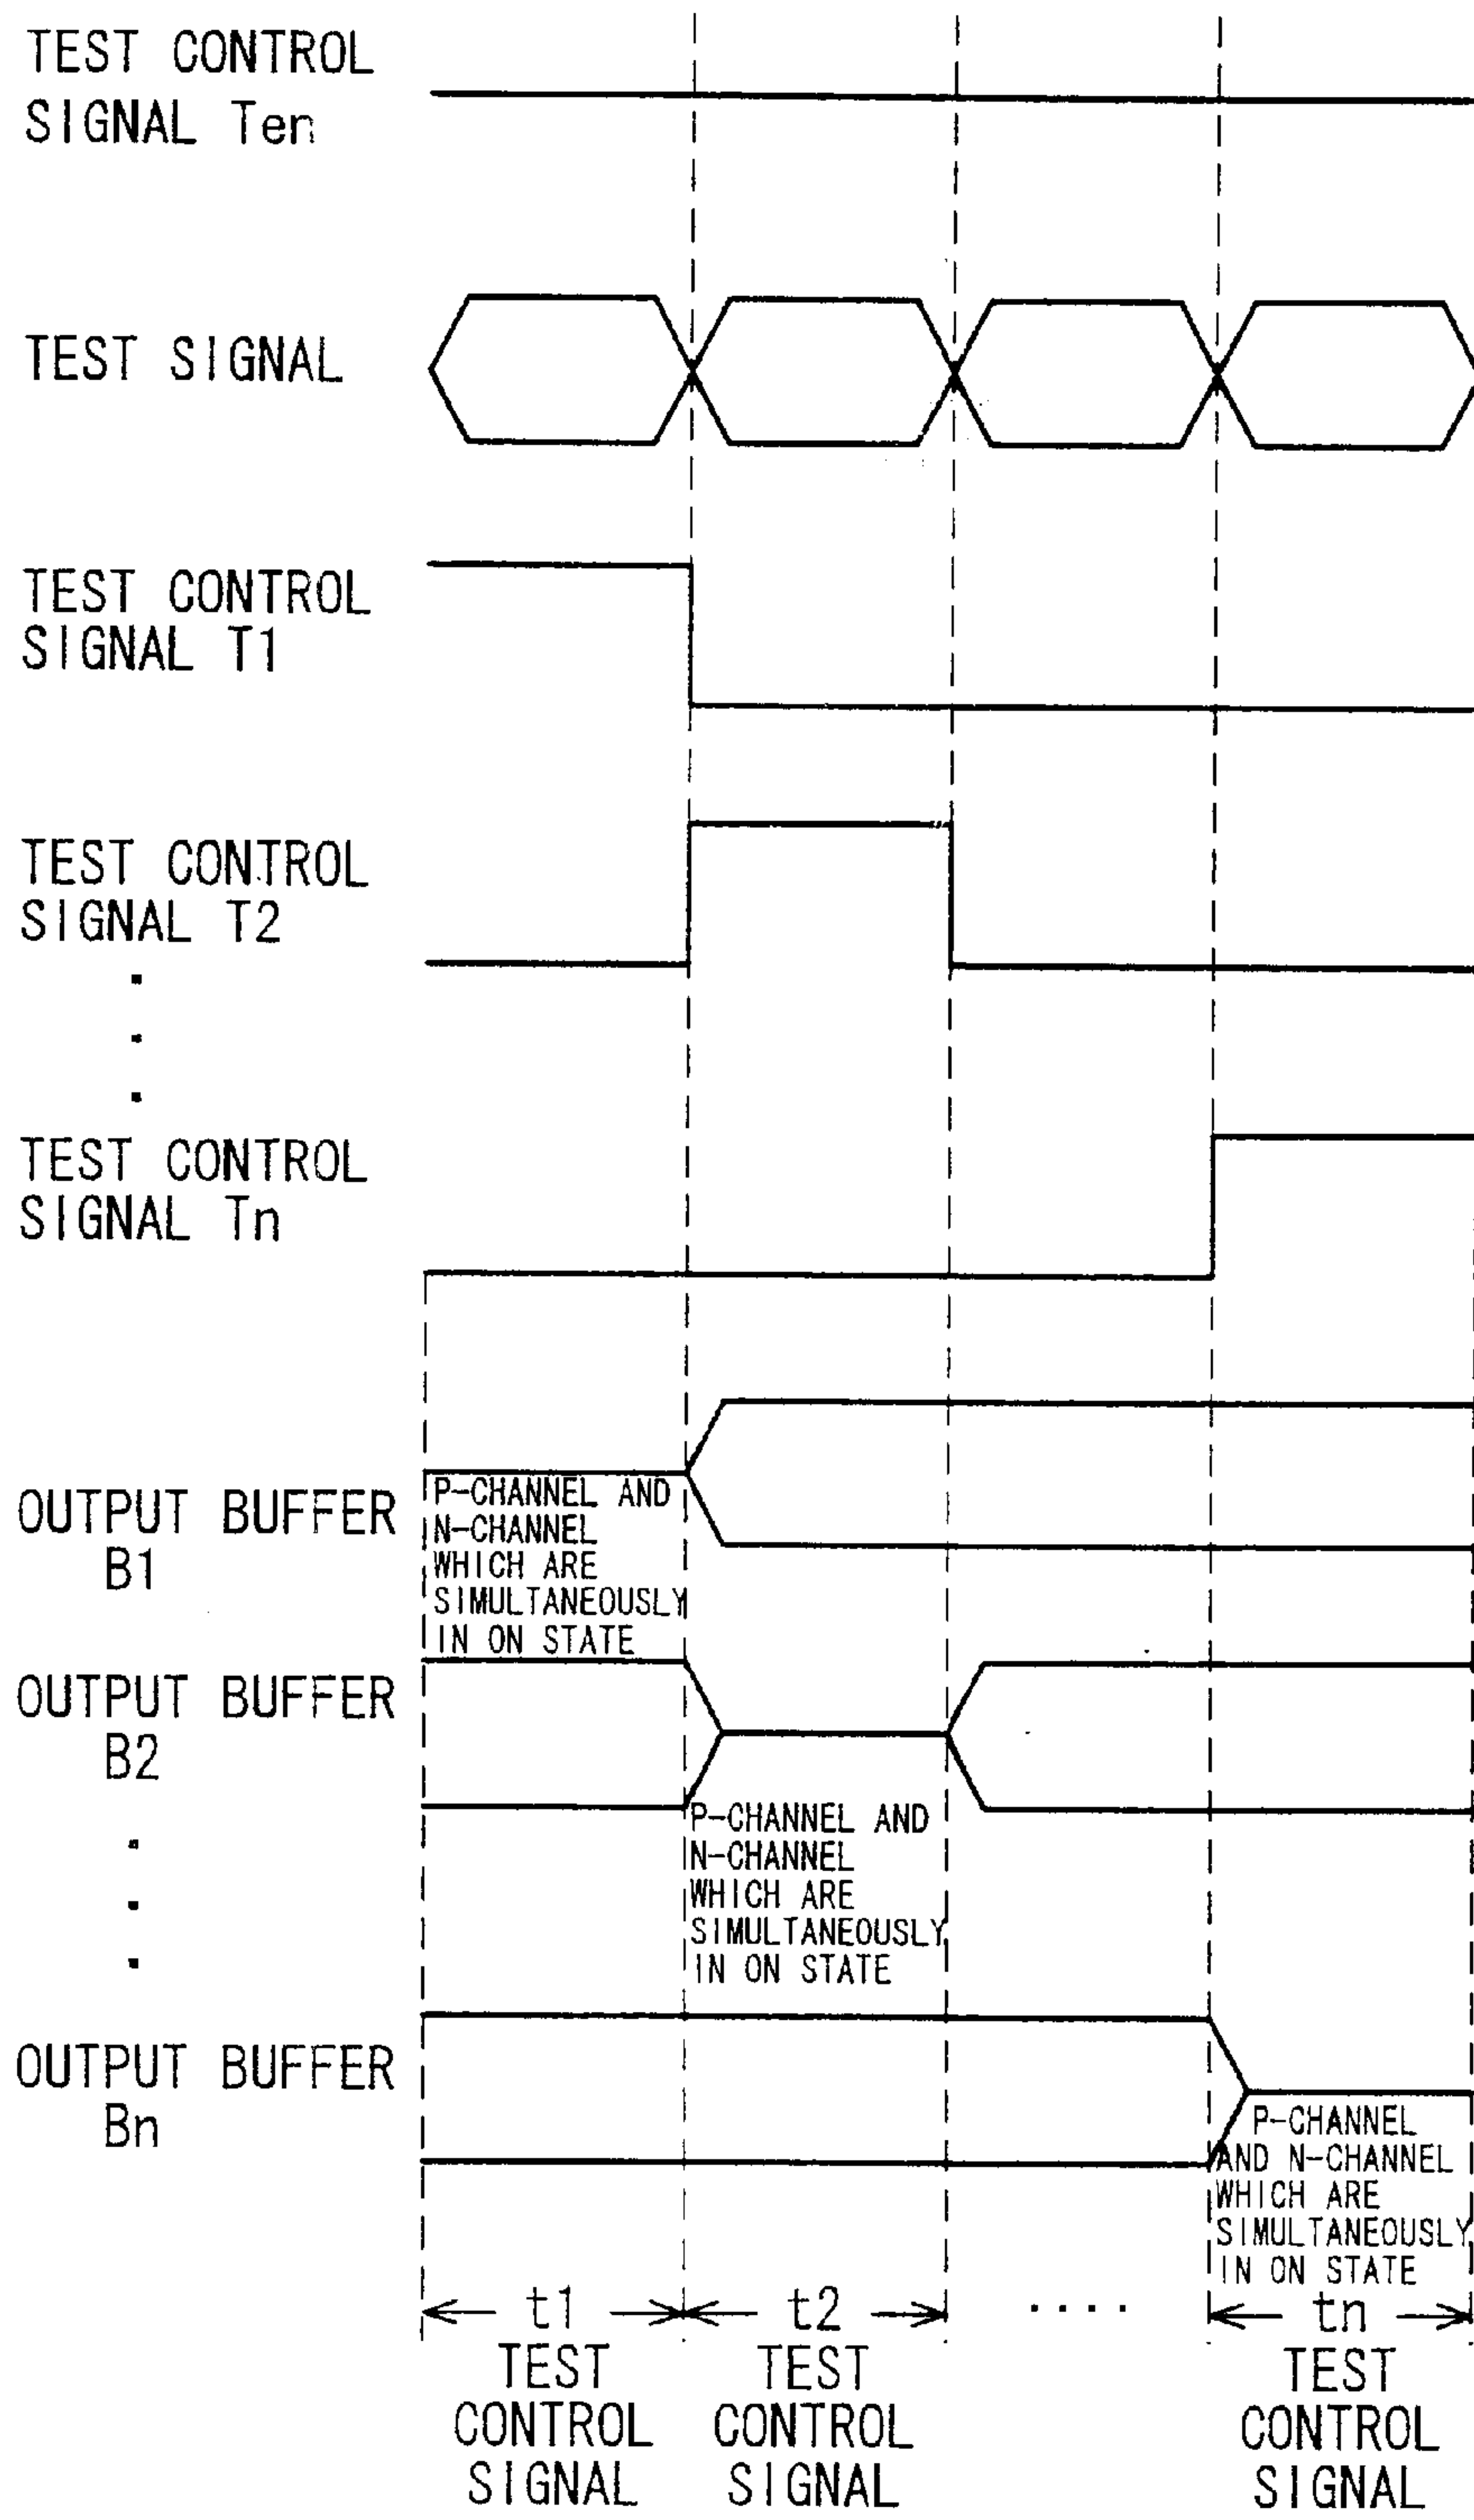 TEST CONTROL
SIGNAL Ten
TEST SIGNAL
TEST CONTROL
SIGNAL T1
TEST CONTROL
SIGNAL T2
TEST CONTROL
SIGNAL Tn
OUTPUT BUFFER
B1
P-CHANNEL AND
N-CHANNEL
WHICH ARE
SIMULTANEOUSLY
IN ON STATE
OUTPUT BUFFER
B2
P-CHANNEL AND
N-CHANNEL
WHICH ARE
SIMULTANEOUSLY
IN ON STATE
OUTPUT BUFFER
Bn
P-CHANNEL
AND N-CHANNEL
WHICH ARE
SIMULTANEOUSLY
IN ON STATE
t1
TEST
CONTROL
SIGNAL
t2
TEST
CONTROL
SIGNAL
....
tn
TEST
CONTROL
SIGNAL